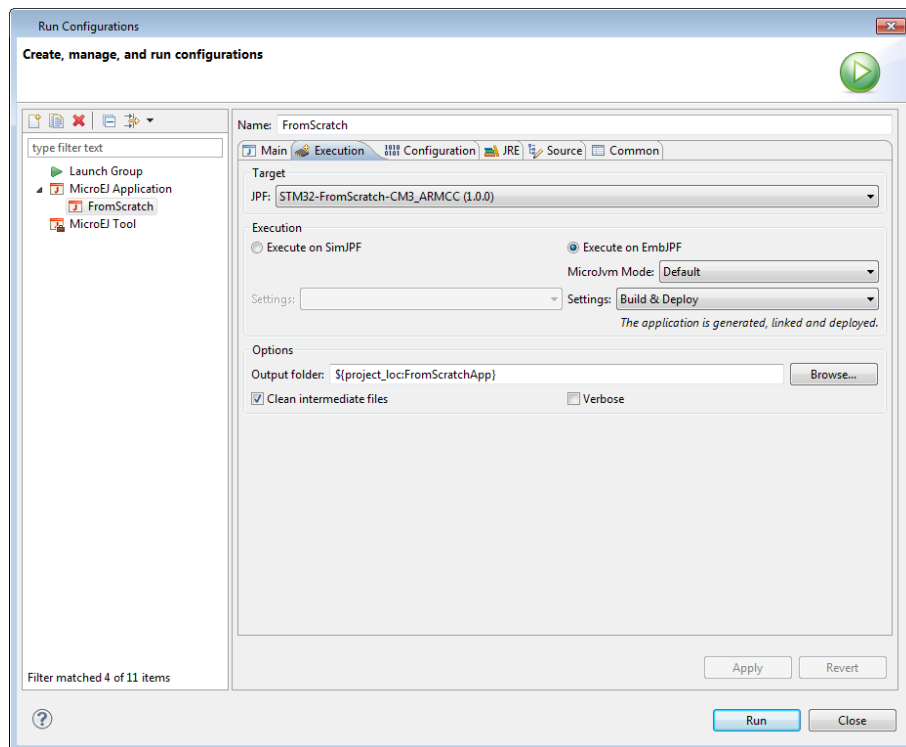 Run Configurations
Create, manage, and run configurations
type filter text
Launch Group
MicroEJ Application
FromScratch
MicroEJ Tool
Filter matched 4 of 11 items
Name: FromScratch
Main Execution Configuration JRE Source Common
Target
JPF: STM32-FromScratch-CM3_ARMCC (1.0.0)
Execution
Execute on SimJPF Execute on EmbJPF
MicroJvm Mode: Default
Settings: Settings: Build & Deploy
The application is generated, linked and deployed.
Options
Output folder: ${project_loc:FromScratchApp} Browse...
Clean intermediate files Verbose
Apply Revert
Run Close